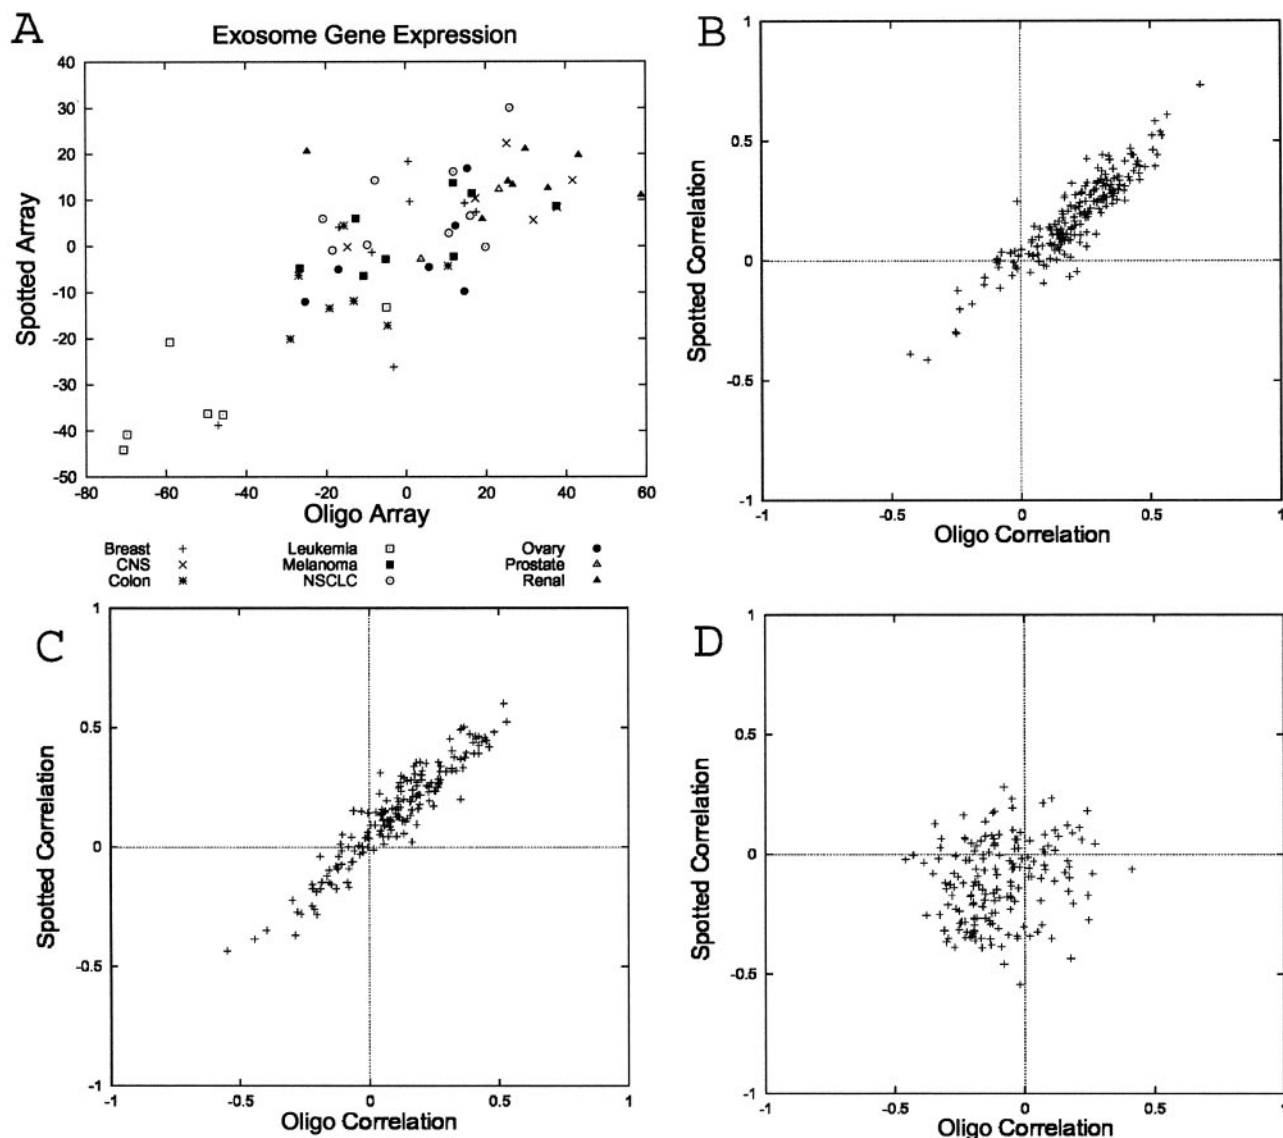 A
Exosome Gene Expression
40
30
20
10
0
-10
-20
-30
-40
-50
Spotted Array
-80 -60 -40 -20 0 20 40 60
Oligo Array
Breast + Leukemia Ovary
CNS × Melanoma Prostate
Colon Renal
NSCLC
B
1
0.5
0
-0.5
-1
Spotted Correlation
-1 -0.5 0 0.5 1
Oligo Correlation
C
1
0.5
0
-0.5
-1
Spotted Correlation
-1 -0.5 0 0.5 1
Oligo Correlation
D
1
0.5
0
-0.5
-1
Spotted Correlation
-1 -0.5 0 0.5 1
Oligo Correlation